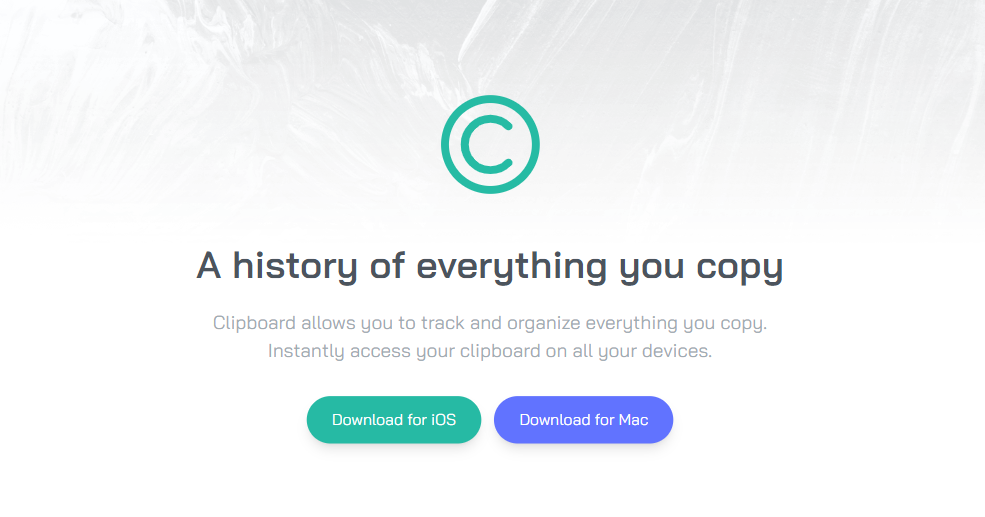 A history of everything you copy
Clipboard allows you to track and organize everything you copy.
Instantly access your clipboard on all your devices.
Download for iOS Download for Mac